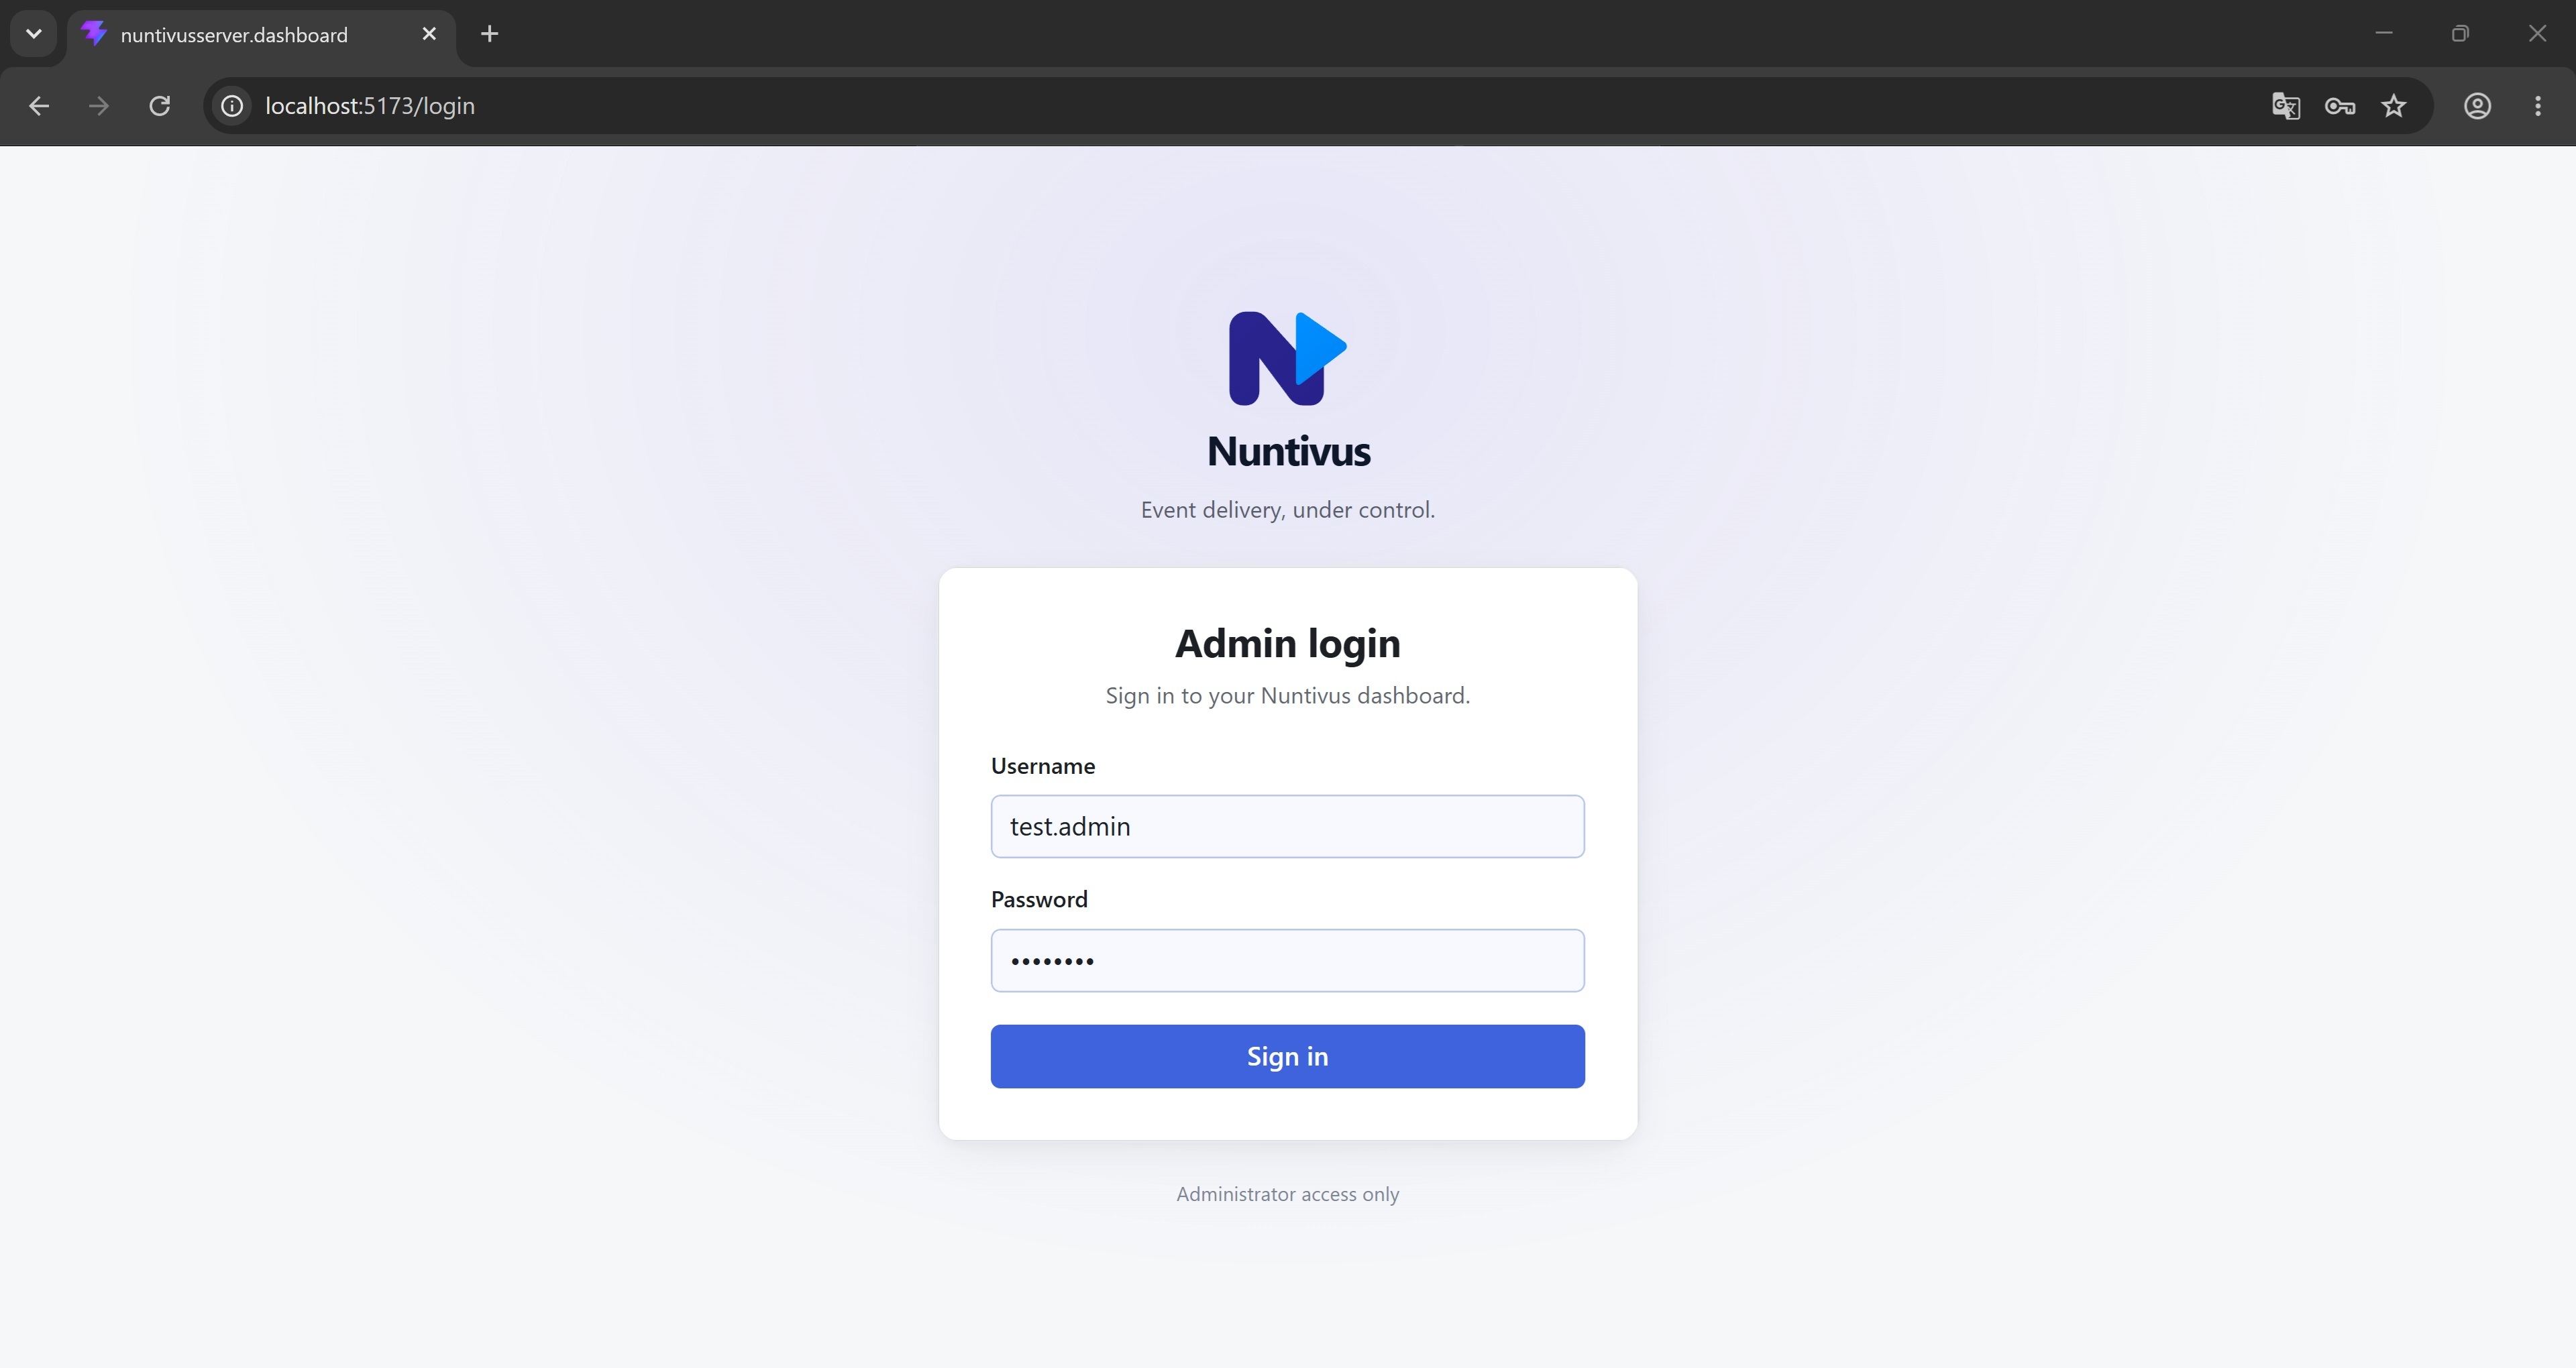 nuntivusserver.dashboard
localhost:5173/login
Nuntivus
Event delivery, under control.
Admin login
Sign in to your Nuntivus dashboard.
Username
test.admin
Password
••••••••
Sign in
Administrator access only